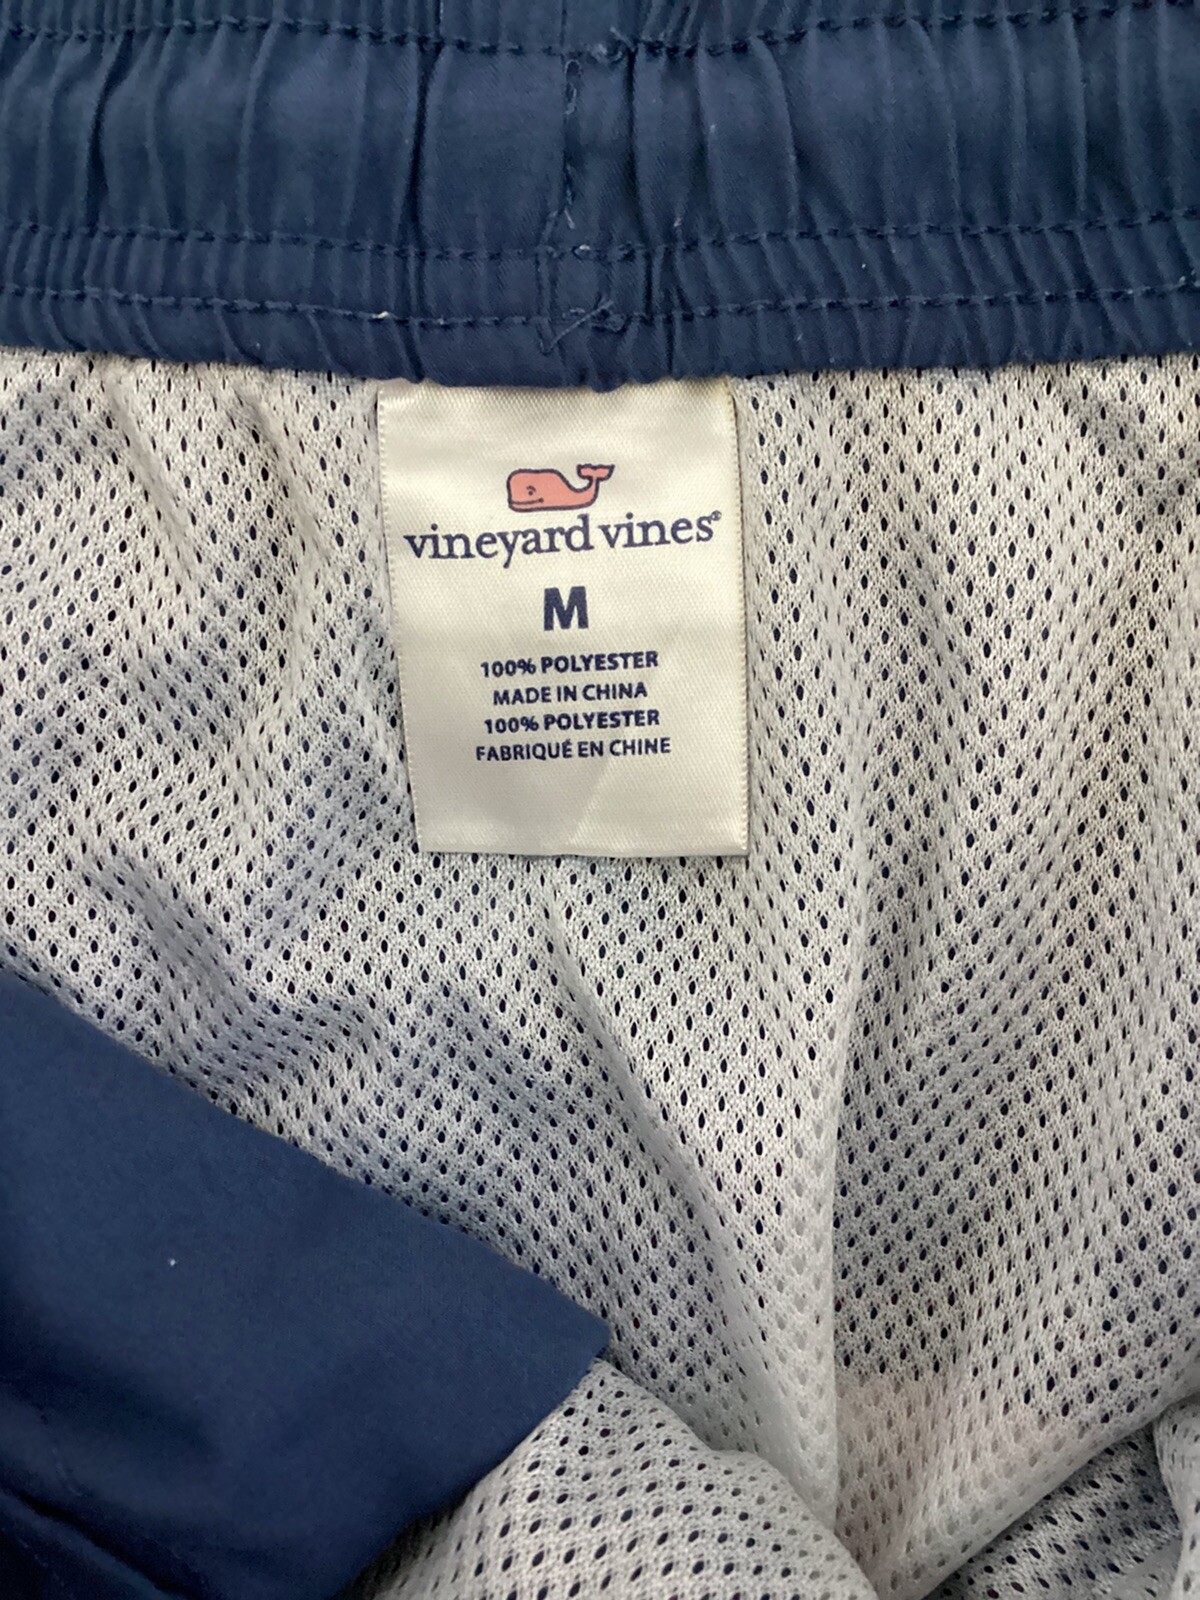 vineyard vines®
M
100% POLYESTER
MADE IN CHINA
100% POLYESTER
FABRIQUÉ EN CHINE